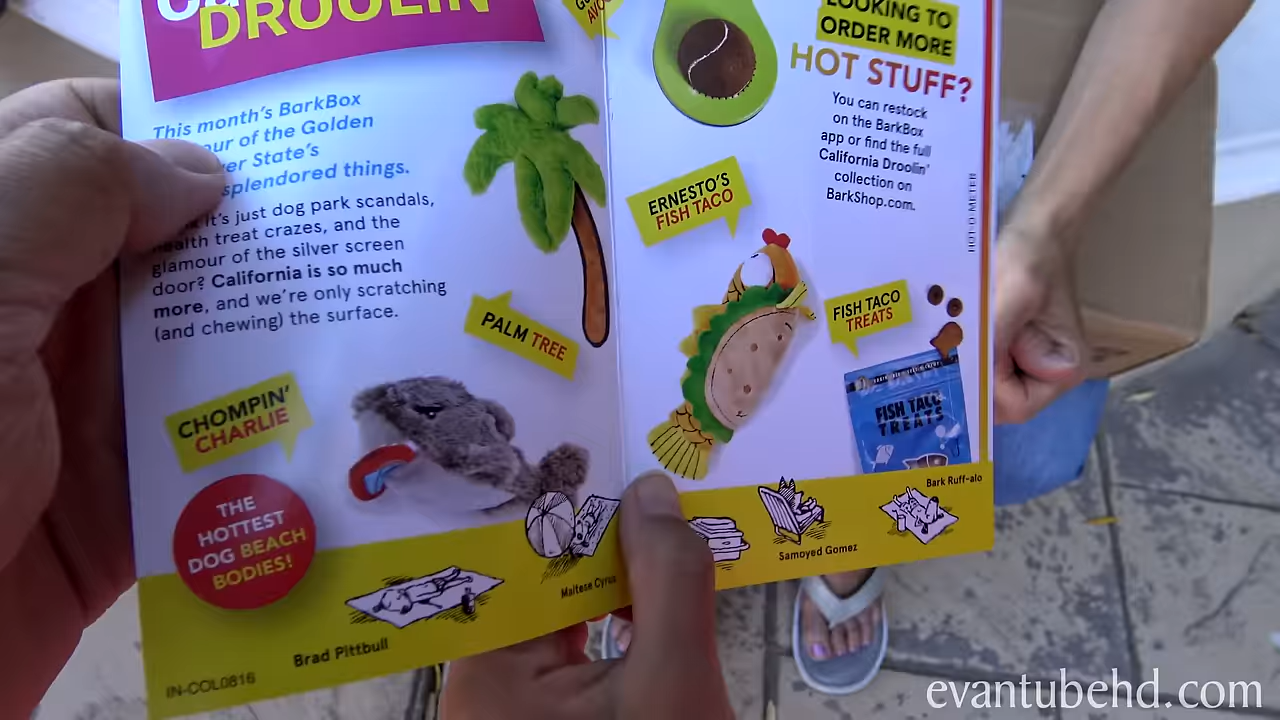 DROOLIN'
This month's BarkBox
of the Golden
State's
splendored things.
it's just dog park scandals,
health treat crazes, and the
glamour of the silver screen
door? California is so much
more, and we're only scratching
(and chewing) the surface.
PALM TREE
CHOMPIN'
CHARLIE
THE
HOTTEST
DOG BEACH
BODIES!
Brad Pittbull
Maltese Cyrus
IN-COL0816
LOOKING TO
ORDER MORE
HOT STUFF?
You can restock
on the BarkBox
app or find the full
California Droolin'
collection on
BarkShop.com.
HOT-O-METER
ERNESTO'S
FISH TACO
FISH TACO
TREATS
FISH TACO
TREATS
Samoyed Gomez
Bark Ruff-alo
evantubehd.com